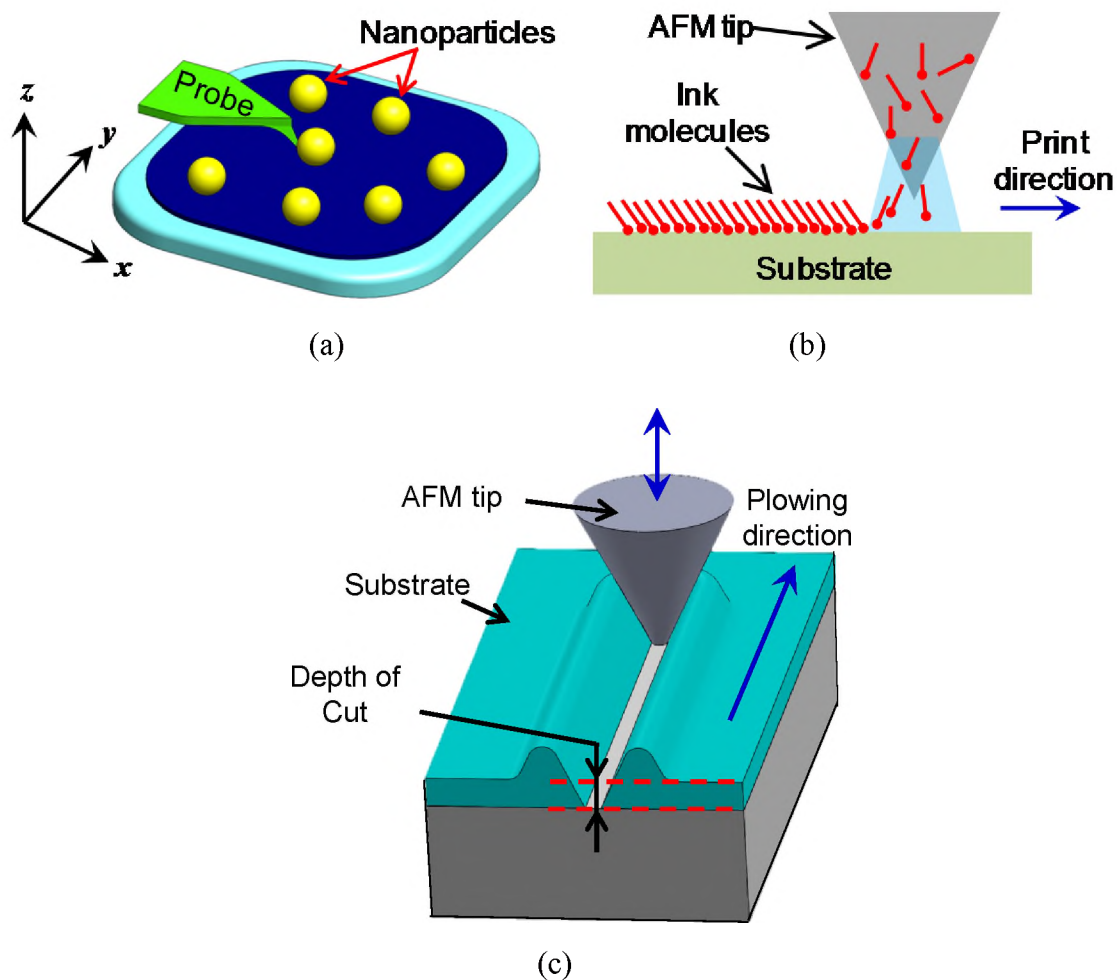 Nanoparticles
Probe
z
y
x
(a)
AFM tip
Ink
molecules
Print
direction
Substrate
(b)
AFM tip
Plowing
direction
Substrate
Depth of
Cut
(c)